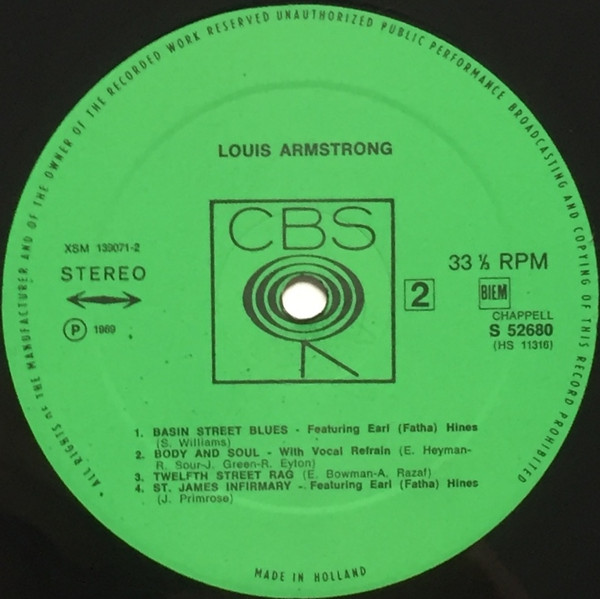 ALL RIGHTS OF THE MANUFACTURER AND OF THE OWNER OF THE RECORDED WORK RESERVED UNAUTHORIZED PUBLIC PERFORMANCE BROADCASTING AND COPYING OF THIS RECORD PROHIBITED
LOUIS ARMSTRONG
CBS
XSM 139071-2
STEREO
Ⓟ 1969
2
33 ⅓ RPM
BIEM
CHAPPELL
S 52680
(HS 11316)
1. BASIN STREET BLUES - Featuring Earl (Fatha) Hines
(S. Williams)
2. BODY AND SOUL - With Vocal Refrain (E. Heyman-
R. Sour-J. Green-R. Eyton)
3. TWELFTH STREET RAG (E. Bowman-A. Razaf)
4. ST. JAMES INFIRMARY - Featuring Earl (Fatha) Hines
(J. Primrose)
MADE IN HOLLAND